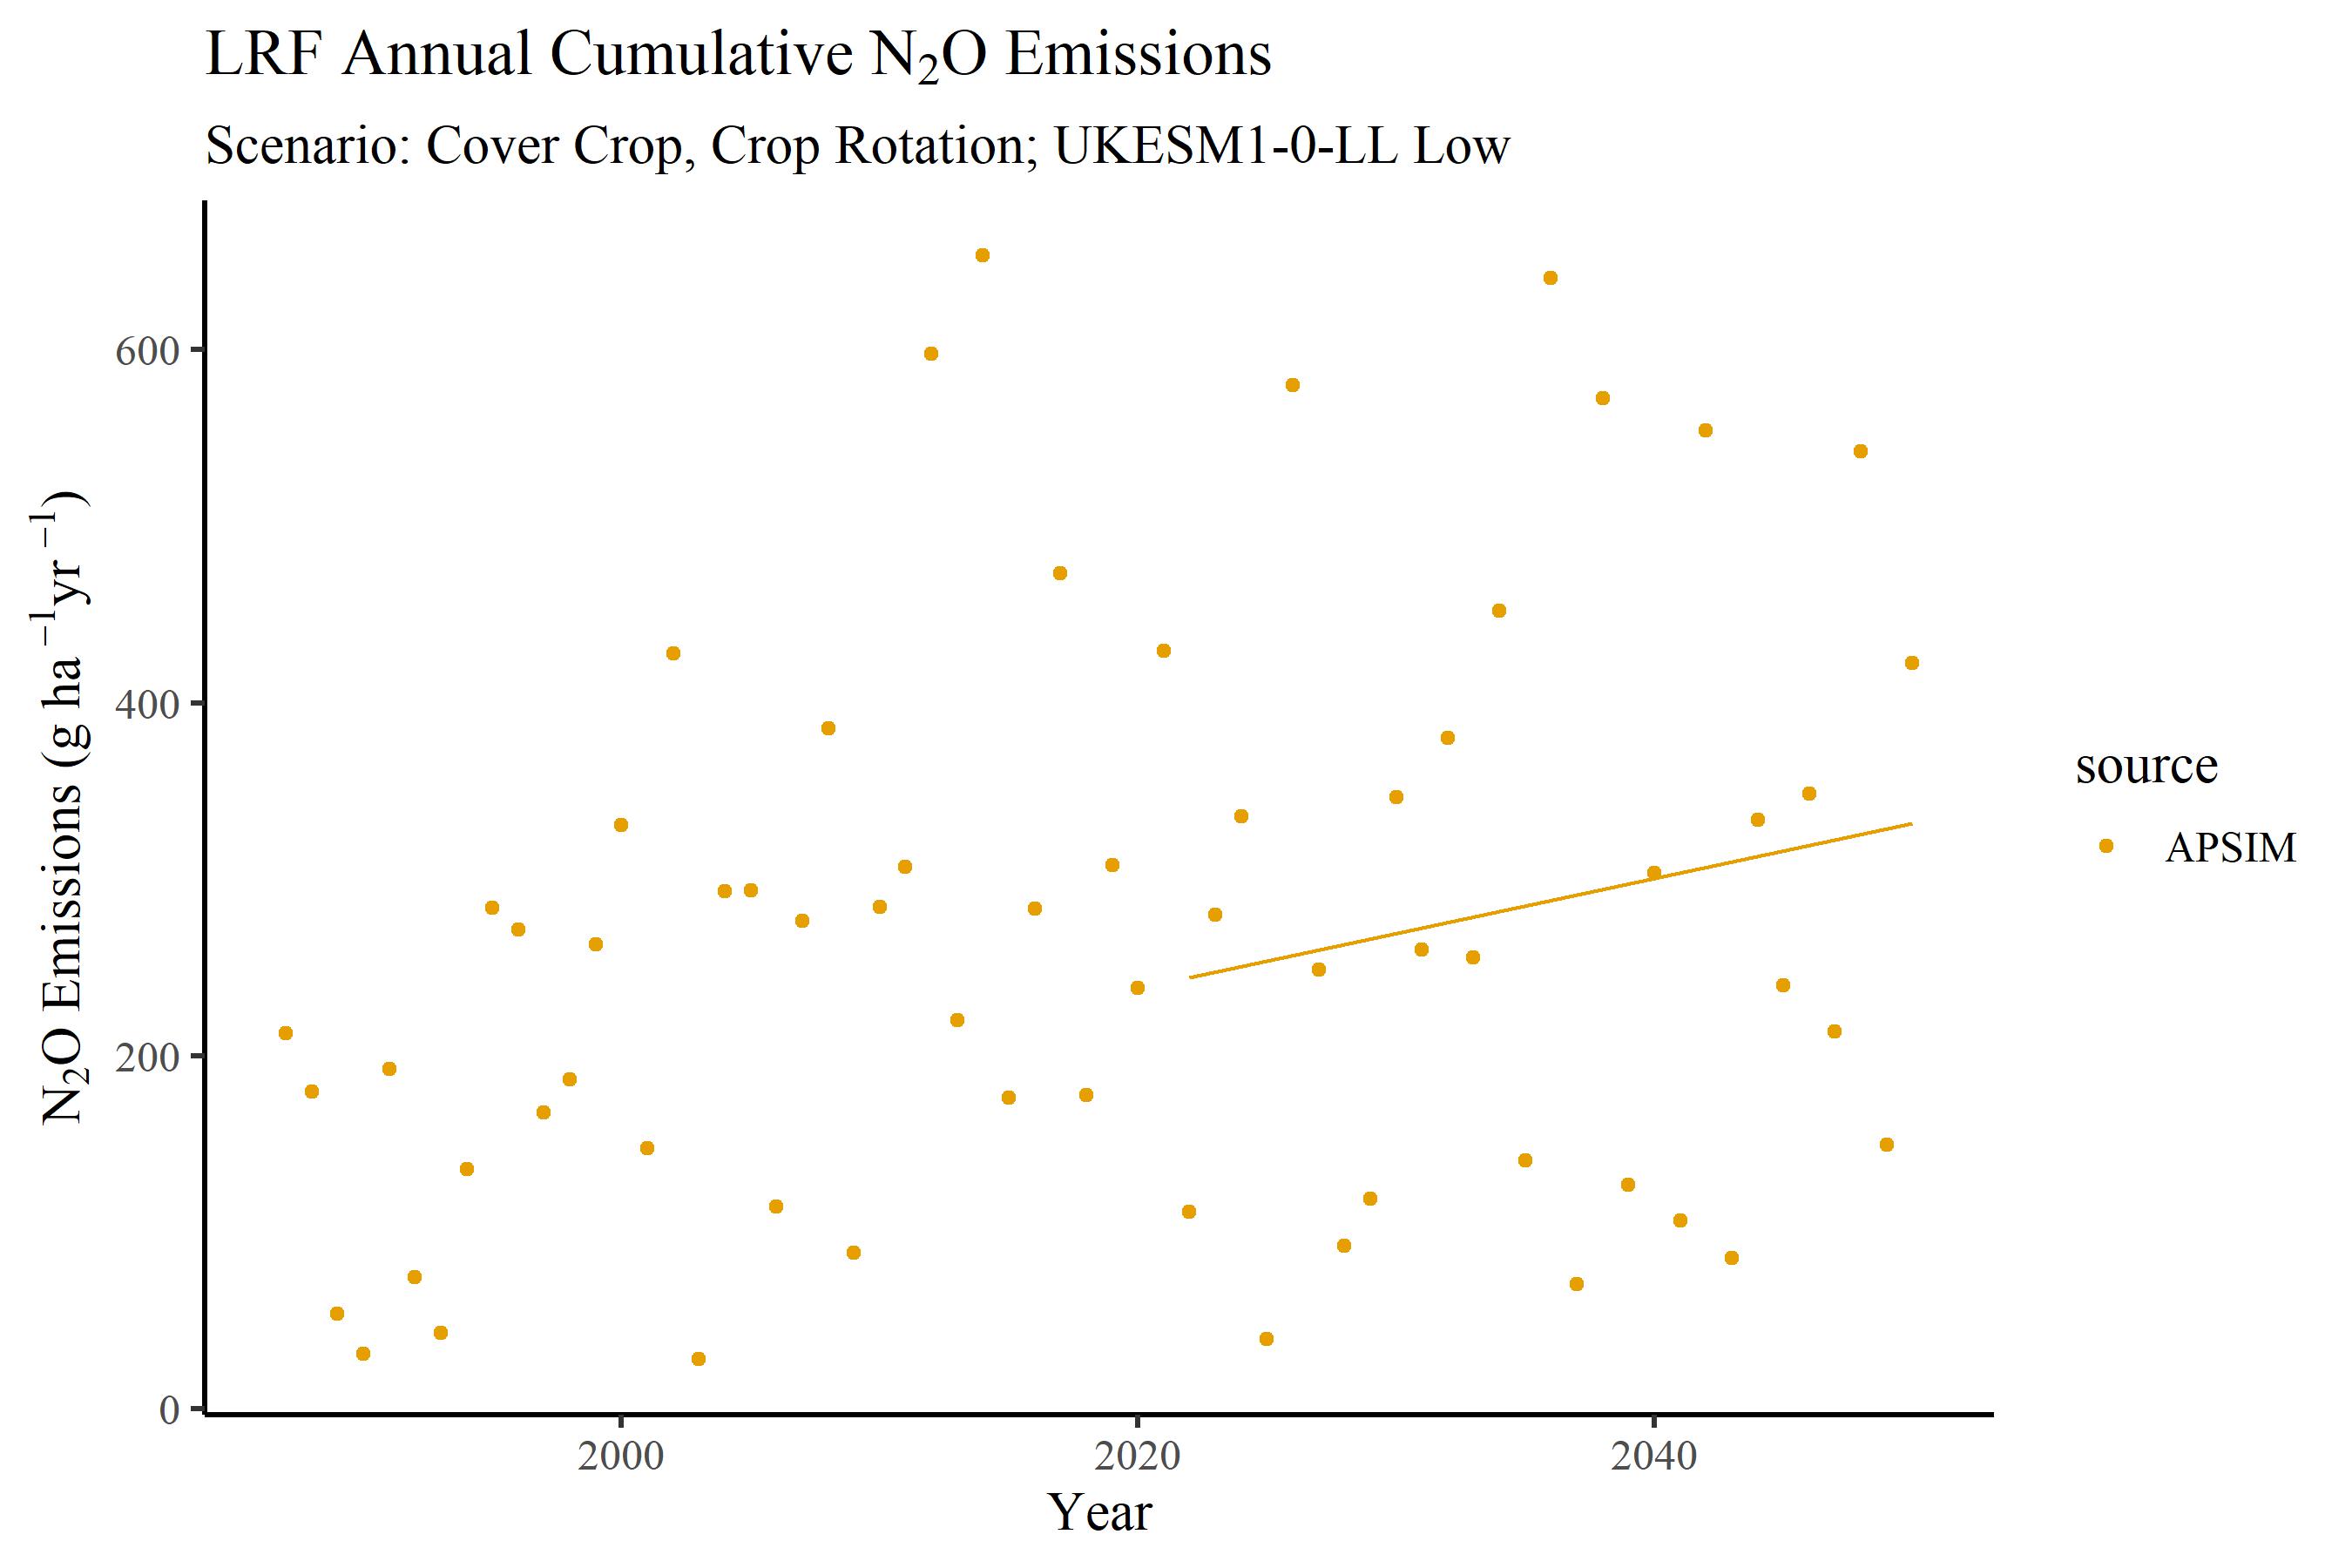 LRF Annual Cumulative N₂O Emissions
Scenario: Cover Crop, Crop Rotation; UKESM1-0-LL Low
N₂O Emissions (g ha⁻¹yr⁻¹)
600
400
200
0
2000 2020 2040
Year
source
APSIM